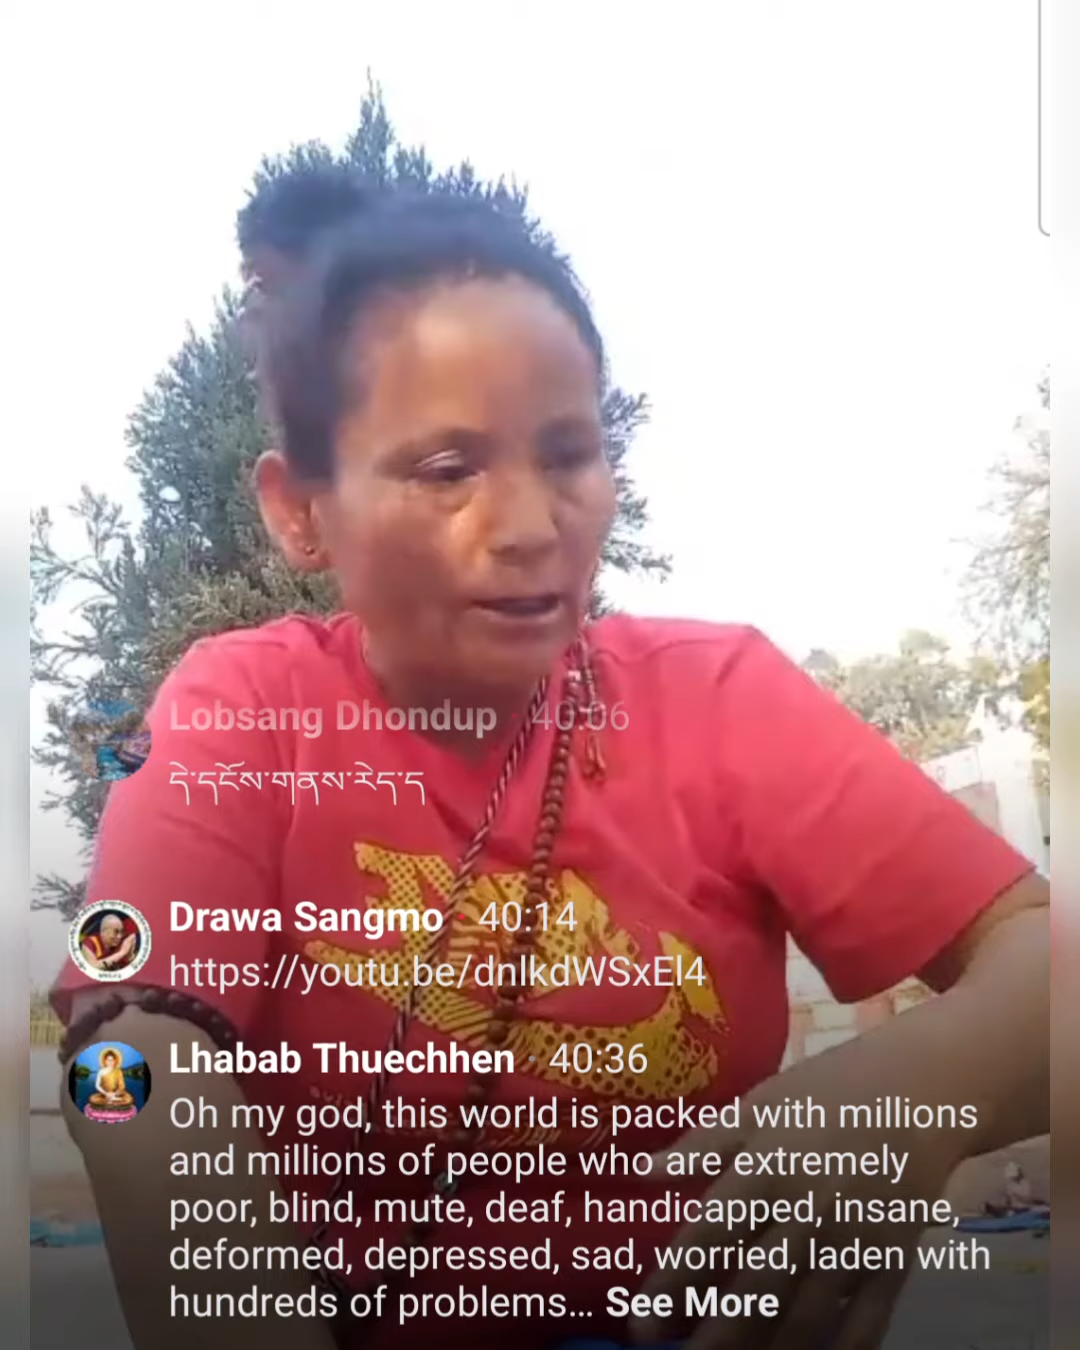 Lobsang Dhondup · 40:06
དེ་དངོས་གནས་རེད་ད
Drawa Sangmo · 40:14
https://youtu.be/dnlkdWSxEl4
Lhabab Thuechhen · 40:36
Oh my god, this world is packed with millions
and millions of people who are extremely
poor, blind, mute, deaf, handicapped, insane,
deformed, depressed, sad, worried, laden with
hundreds of problems... See More